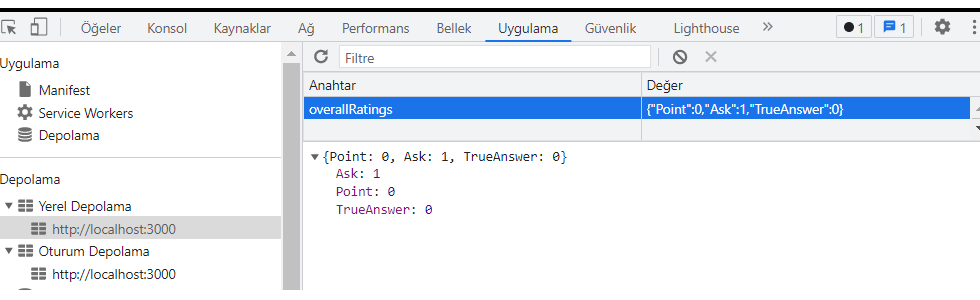 Öğeler Konsol Kaynaklar Ağ Performans Bellek Uygulama Güvenlik Lighthouse » 1 1
Uygulama
Manifest
Service Workers
Depolama
Depolama
Yerel Depolama
http://localhost:3000
Oturum Depolama
http://localhost:3000
Filtre
Anahtar Değer
overallRatings {"Point":0,"Ask":1,"TrueAnswer":0}
{Point: 0, Ask: 1, TrueAnswer: 0}
Ask: 1
Point: 0
TrueAnswer: 0